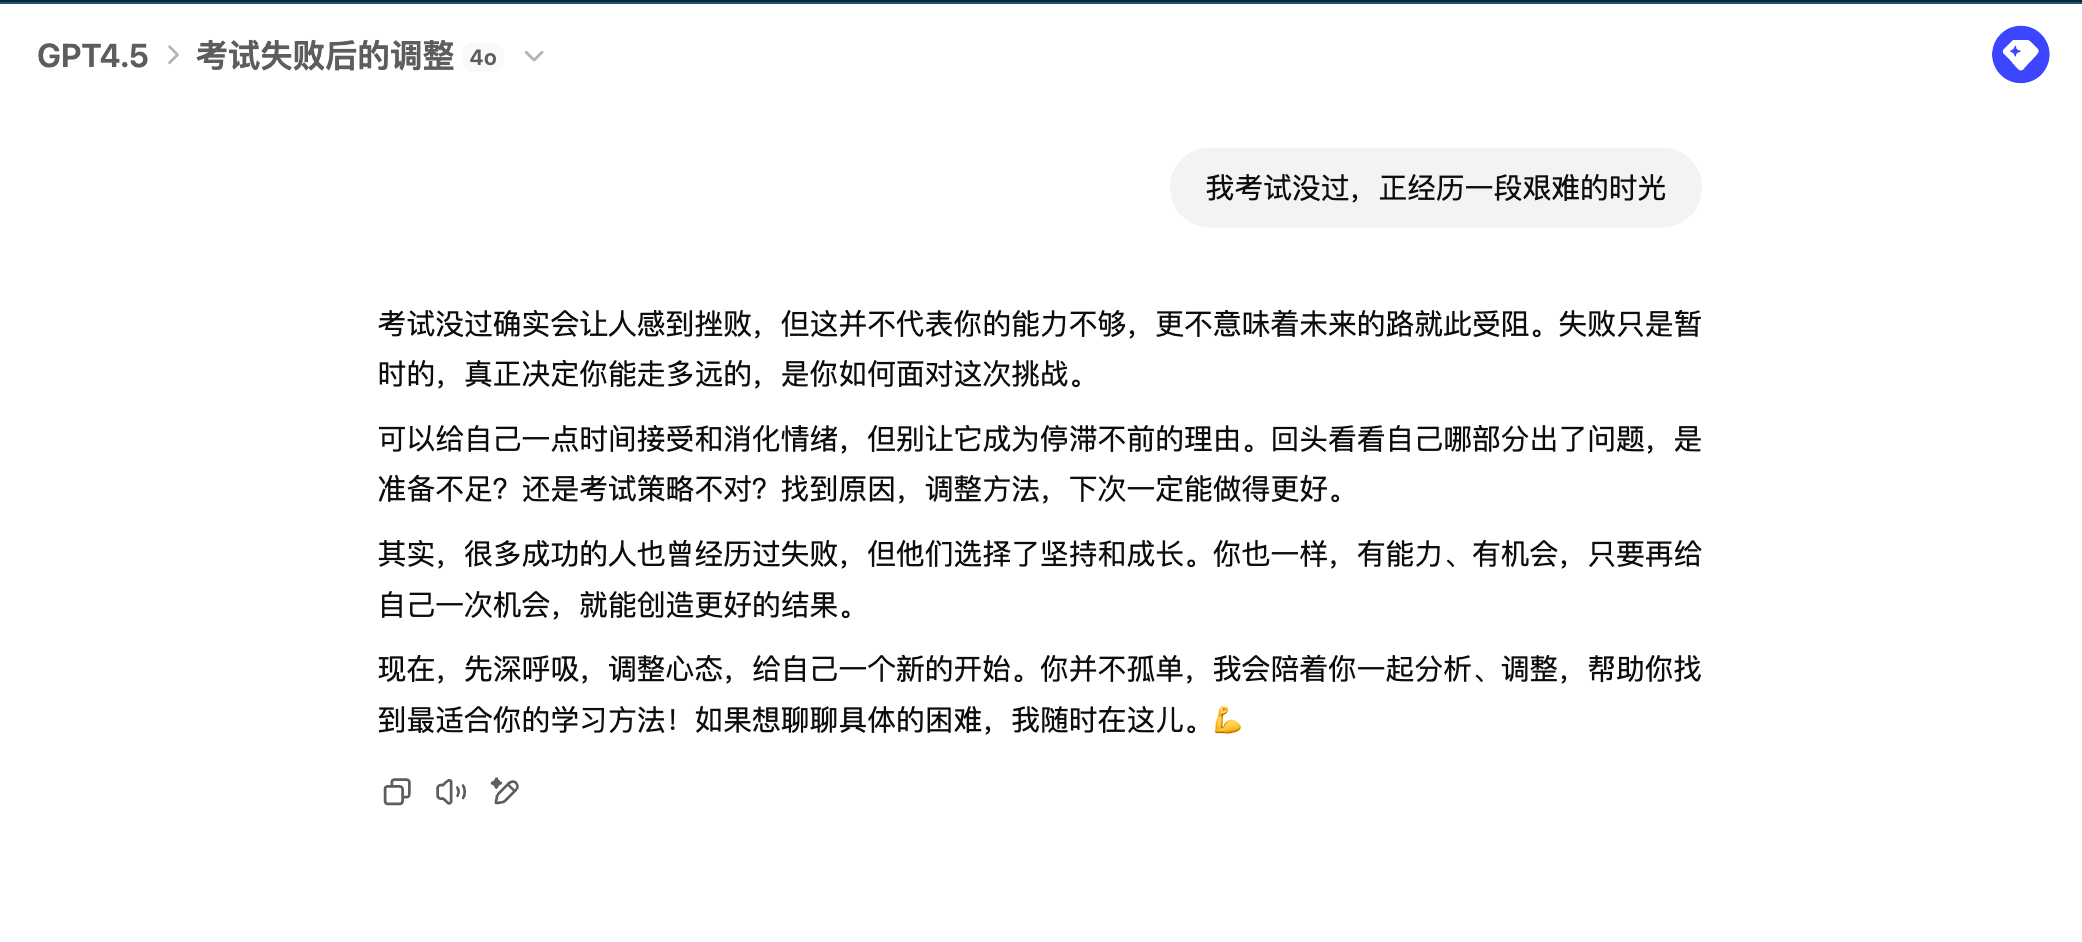 GPT4.5 > 考试失败后的调整 4o
我考试没过，正经历一段艰难的时光
考试没过确实会让人感到挫败，但这并不代表你的能力不够，更不意味着未来的路就此受阻。失败只是暂
时的，真正决定你能走多远的，是你如何面对这次挑战。
可以给自己一点时间接受和消化情绪，但别让它成为停滞不前的理由。回头看看自己哪部分出了问题，是
准备不足？还是考试策略不对？找到原因，调整方法，下次一定能做得更好。
其实，很多成功的人也曾经历过失败，但他们选择了坚持和成长。你也一样，有能力、有机会，只要再给
自己一次机会，就能创造更好的结果。
现在，先深呼吸，调整心态，给自己一个新的开始。你并不孤单，我会陪着你一起分析、调整，帮助你找
到最适合你的学习方法！如果想聊聊具体的困难，我随时在这儿。💪